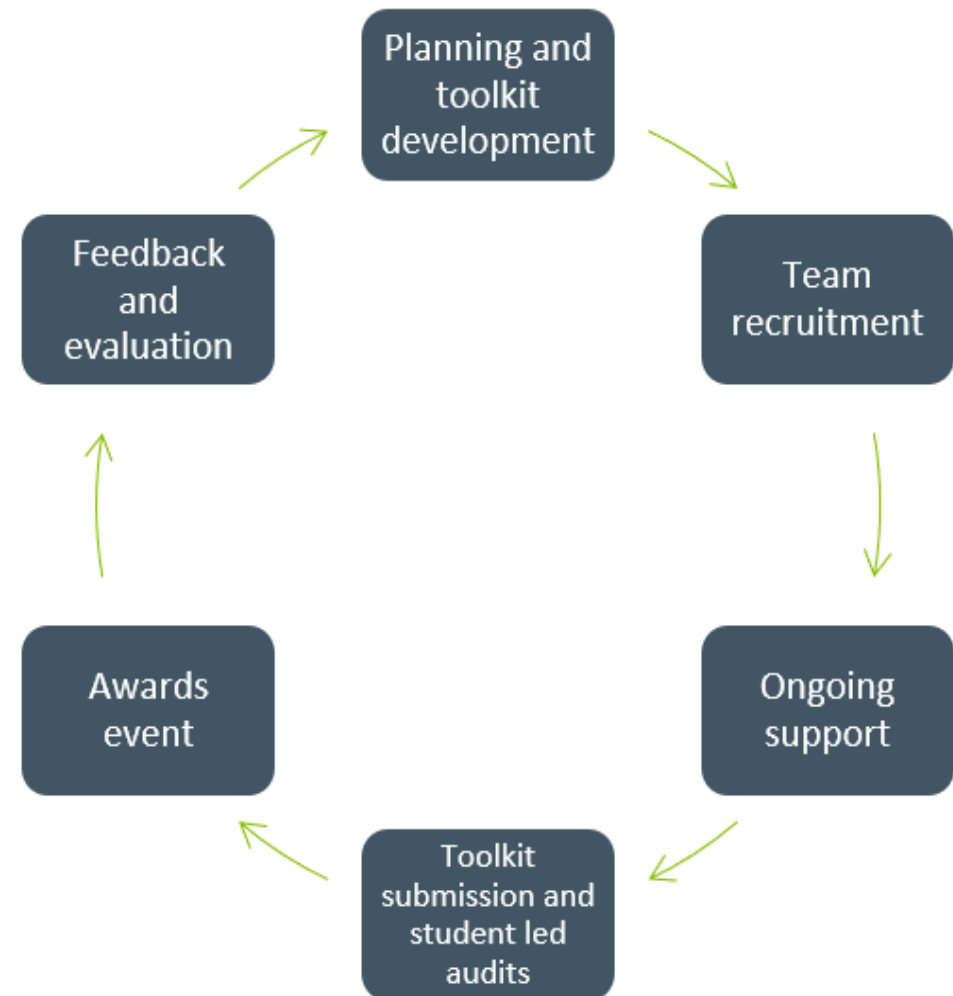 Planning and
toolkit
development
Team
recruitment
Ongoing
support
Toolkit
submission and
student led
audits
Awards
event
Feedback
and
evaluation